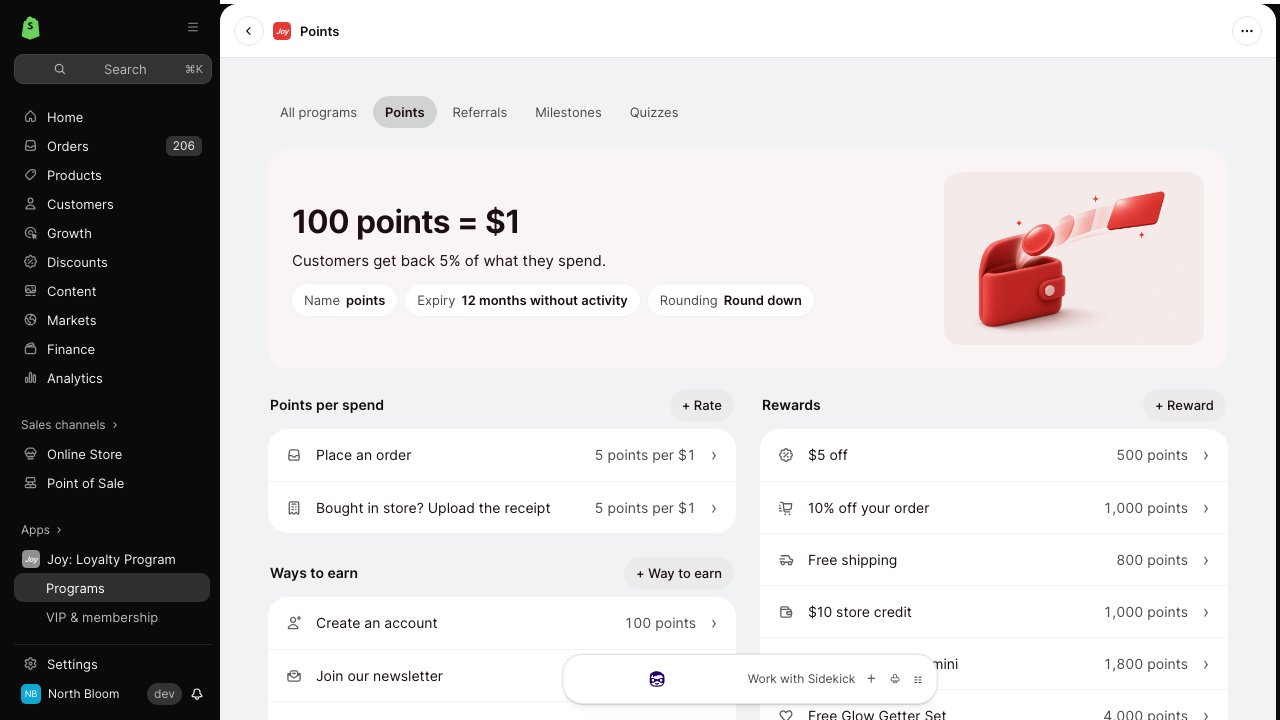 Search
⌘K
Home
Orders
206
Products
Customers
Growth
Discounts
Content
Markets
Finance
Analytics
Sales channels
Online Store
Point of Sale
Apps
Joy
Joy: Loyalty Program
Programs
VIP & membership
Settings
NB
North Bloom
dev
Joy
Points
All programs
Points
Referrals
Milestones
Quizzes
100 points = $1
Customers get back 5% of what they spend.
Name points
Expiry 12 months without activity
Rounding Round down
Points per spend
+ Rate
Place an order
5 points per $1
Bought in store? Upload the receipt
5 points per $1
Ways to earn
+ Way to earn
Create an account
100 points
Join our newsletter
Rewards
+ Reward
$5 off
500 points
10% off your order
1,000 points
Free shipping
800 points
$10 store credit
1,000 points
mini
1,800 points
Free Glow Getter Set
4,000 points
Work with Sidekick